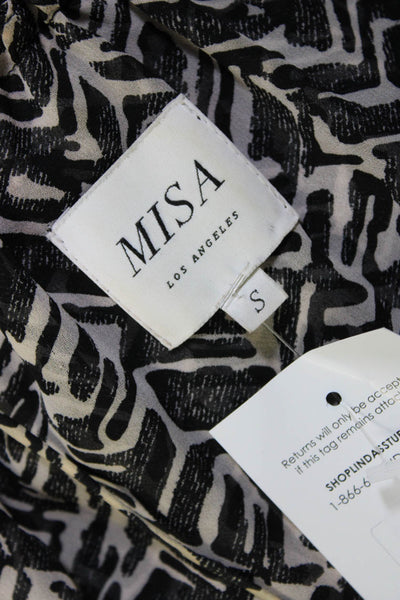 MISA
LOS ANGELES
S
Returns will only be accep
if this tag remains attac
SHOPLINDASSTU
1-866-6